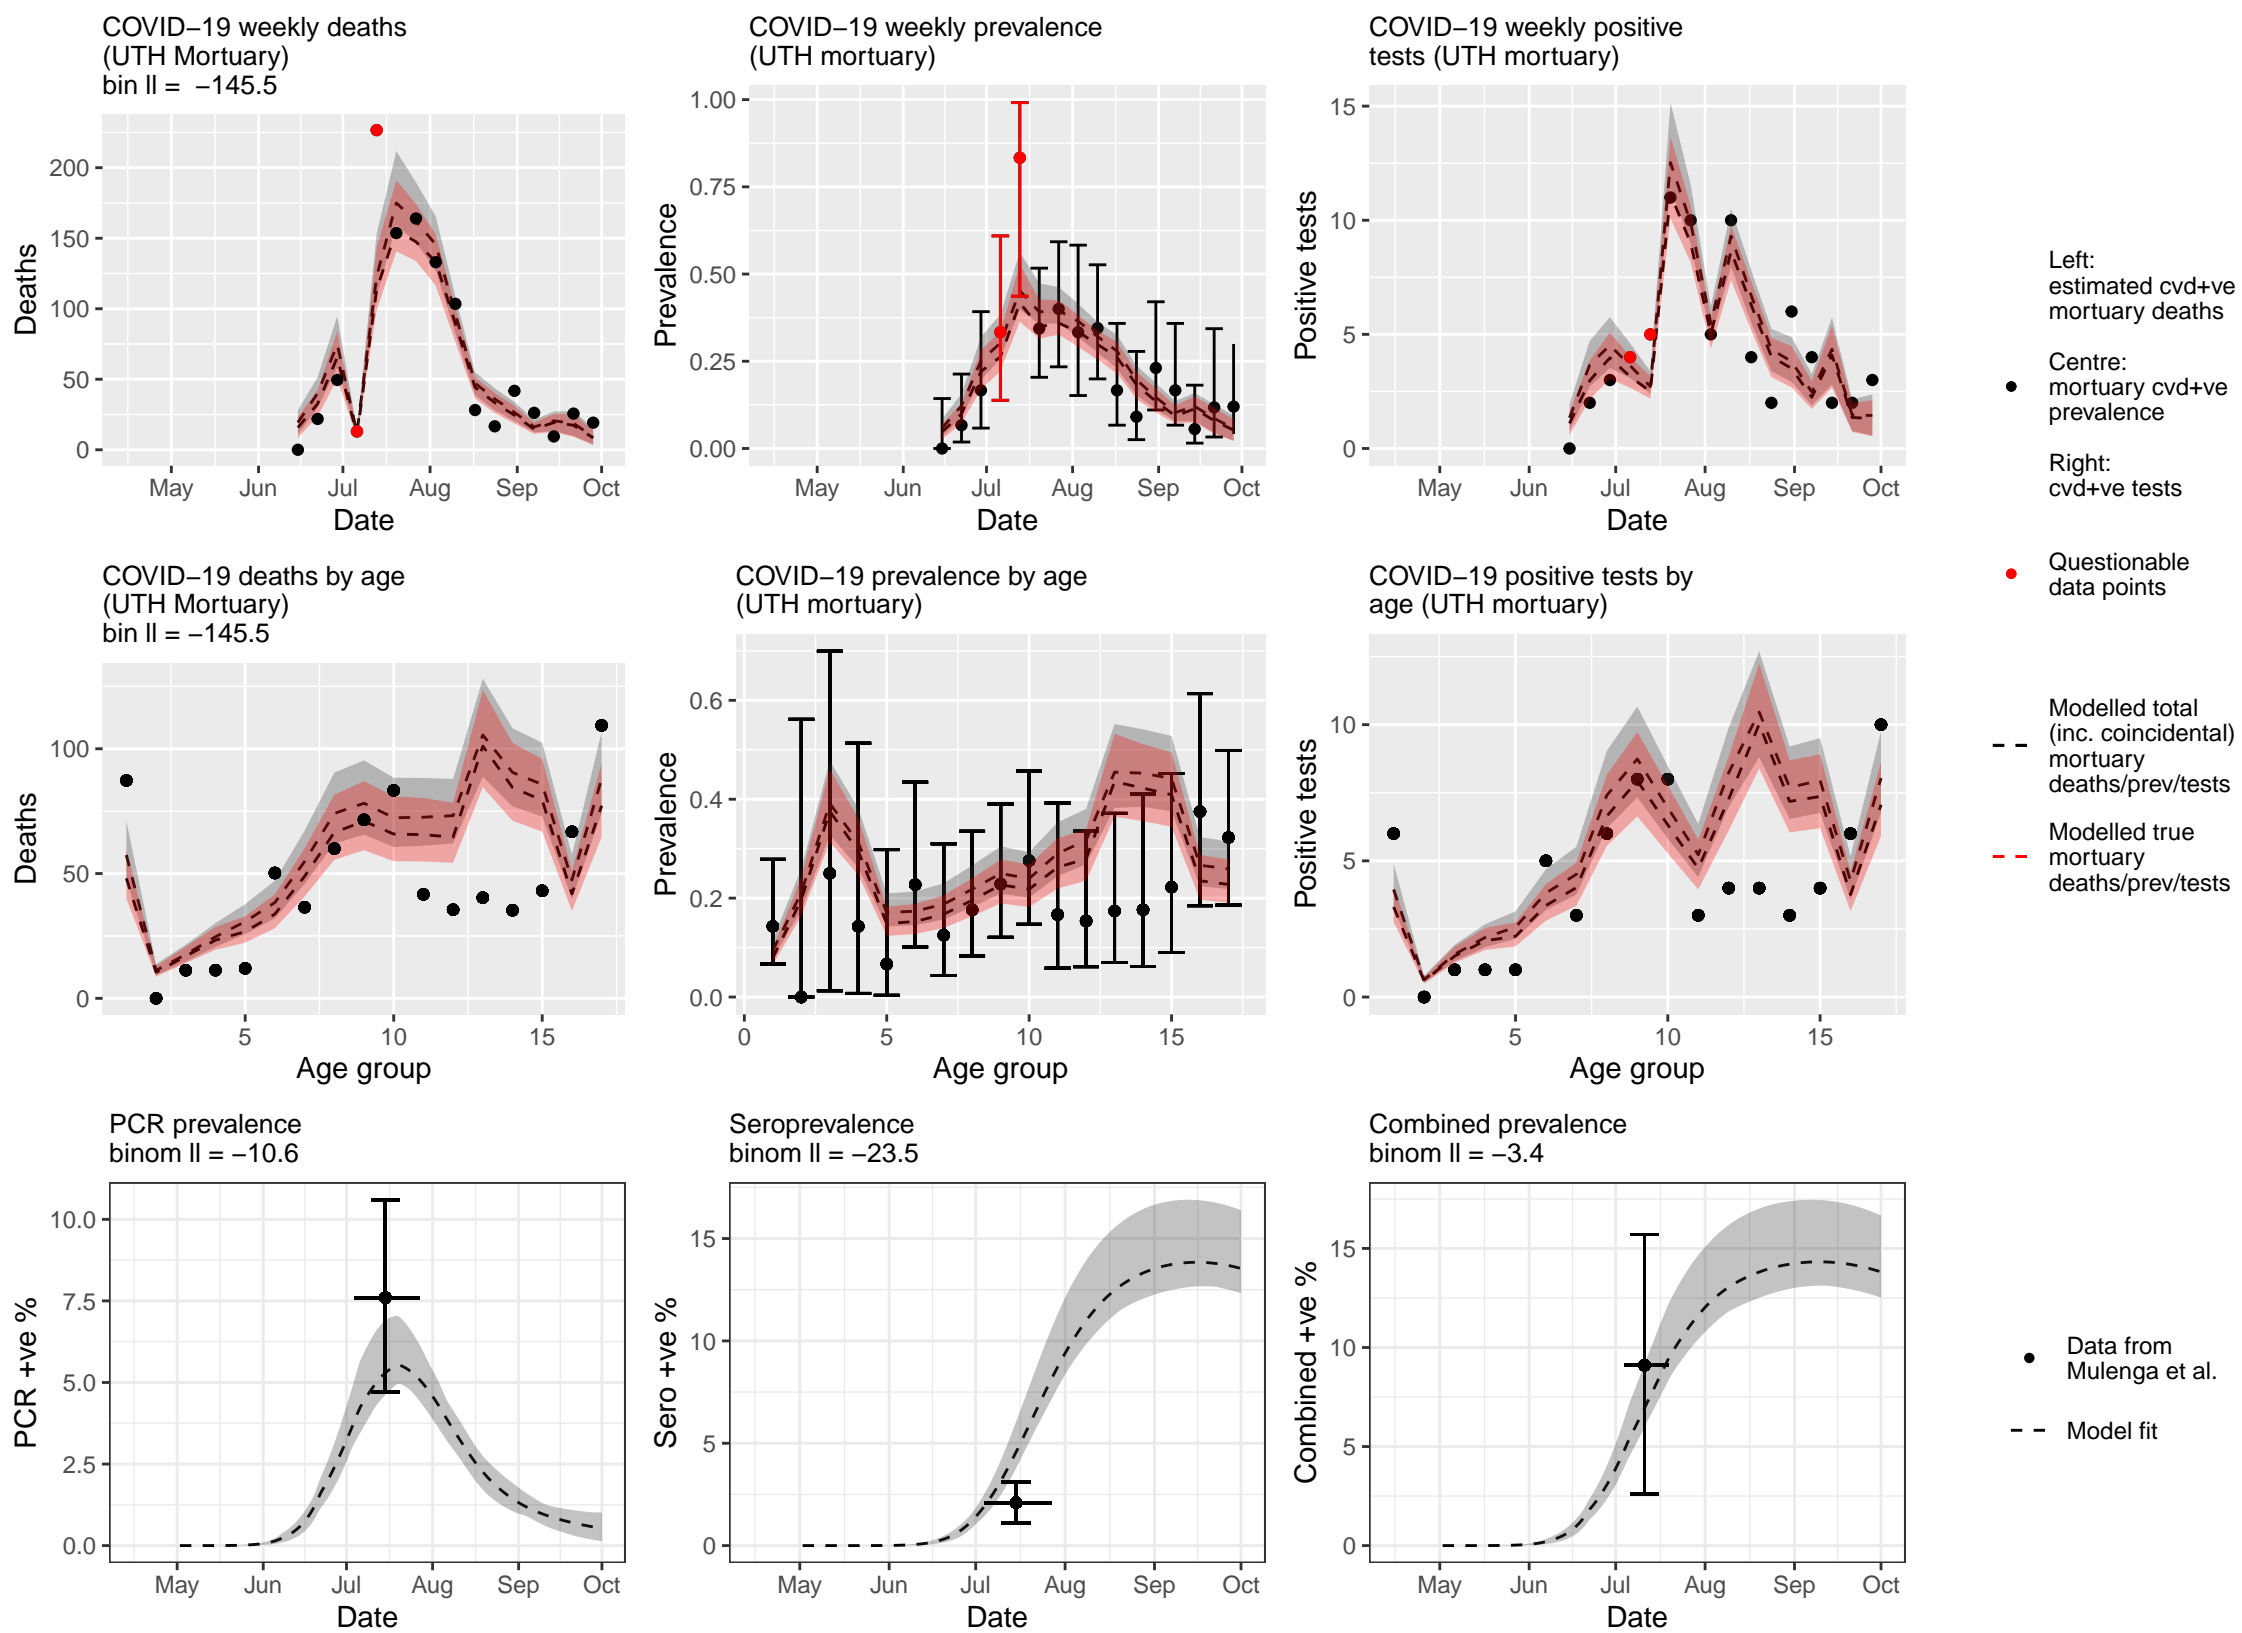 COVID−19 weekly deaths
(UTH Mortuary)
bin ll =  −145.5
Deaths
200
150
100
50
0
May Jun Jul Aug Sep Oct
Date
COVID−19 weekly prevalence
(UTH mortuary)
Prevalence
1.00
0.75
0.50
0.25
0.00
May Jun Jul Aug Sep Oct
Date
COVID−19 weekly positive
tests (UTH mortuary)
Positive tests
15
10
5
0
May Jun Jul Aug Sep Oct
Date
Left:
estimated cvd+ve
mortuary deaths
Centre:
mortuary cvd+ve
prevalence
Right:
cvd+ve tests
Questionable
data points
COVID−19 deaths by age
(UTH Mortuary)
bin ll = −145.5
Deaths
100
50
0
5 10 15
Age group
COVID−19 prevalence by age
(UTH mortuary)
Prevalence
0.6
0.4
0.2
0.0
0 5 10 15
Age group
COVID−19 positive tests by
age (UTH mortuary)
Positive tests
10
5
0
5 10 15
Age group
Modelled total
(inc. coincidental)
mortuary
deaths/prev/tests
Modelled true
mortuary
deaths/prev/tests
PCR prevalence
binom ll = −10.6
PCR +ve %
10.0
7.5
5.0
2.5
0.0
May Jun Jul Aug Sep Oct
Date
Seroprevalence
binom ll = −23.5
Sero +ve %
15
10
5
0
May Jun Jul Aug Sep Oct
Date
Combined prevalence
binom ll = −3.4
Combined +ve %
15
10
5
0
May Jun Jul Aug Sep Oct
Date
Data from
Mulenga et al.
Model fit